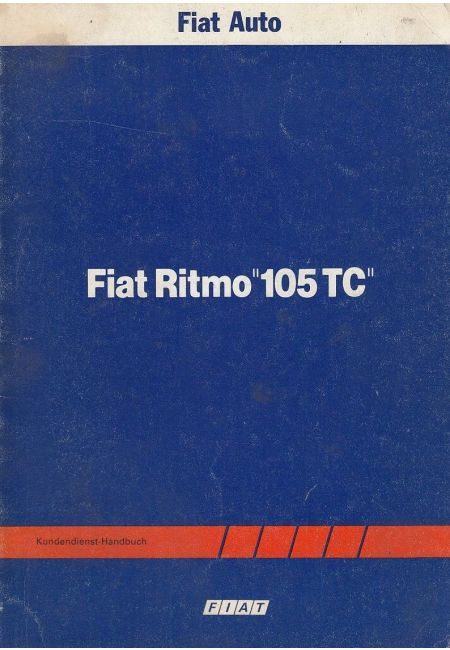 Fiat Auto
Fiat Ritmo "105 TC"
Kundendienst-Handbuch
FIAT